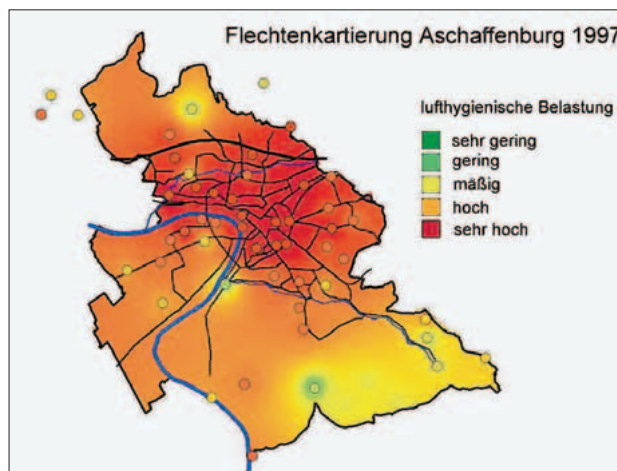 Flechtenkartierung Aschaffenburg 1997
lufthygienische Belastung
sehr gering
gering
mäßig
hoch
sehr hoch